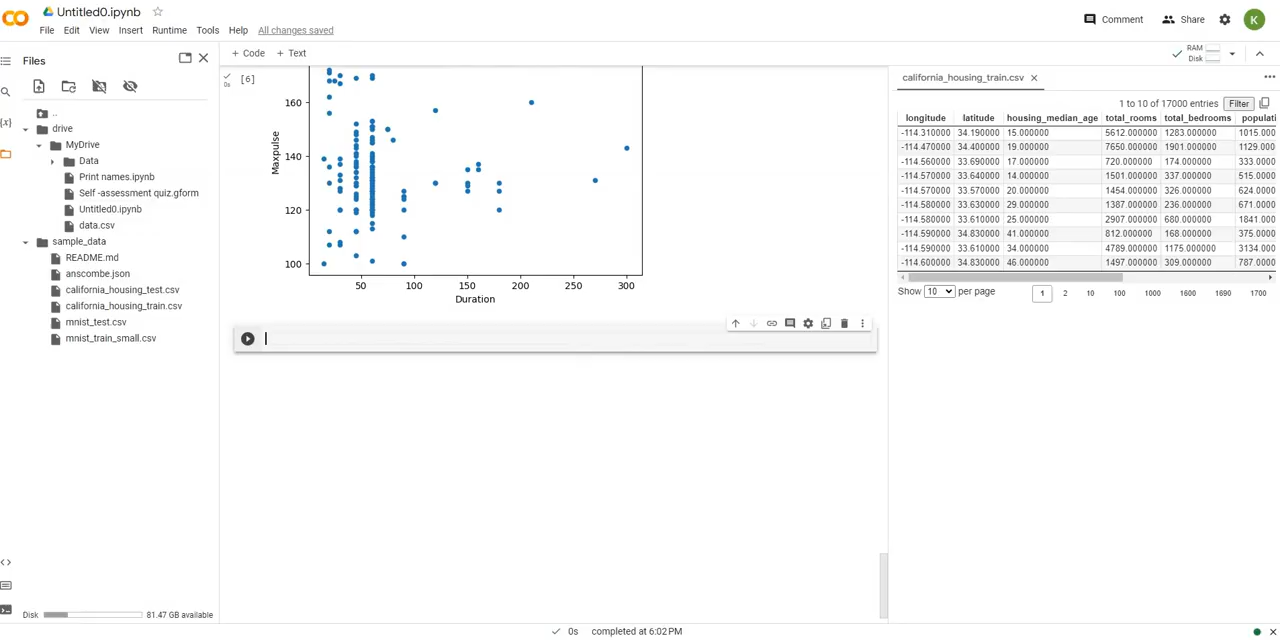 Untitled0.ipynb
File Edit View Insert Runtime Tools Help All changes saved
Comment Share K
Files
+ Code + Text
RAM
Disk
..
drive
MyDrive
Data
Print names.ipynb
Self -assessment quiz.gform
Untitled0.ipynb
data.csv
sample_data
README.md
anscombe.json
california_housing_test.csv
california_housing_train.csv
mnist_test.csv
mnist_train_small.csv
Disk 81.47 GB available
0s
[6]
160
140
120
100
Maxpulse
50 100 150 200 250 300
Duration
california_housing_train.csv
1 to 10 of 17000 entries Filter
longitude latitude housing_median_age total_rooms total_bedrooms populati
-114.310000 34.190000 15.000000 5612.000000 1283.000000 1015.000
-114.470000 34.400000 19.000000 7650.000000 1901.000000 1129.000
-114.560000 33.690000 17.000000 720.000000 174.000000 333.0000
-114.570000 33.640000 14.000000 1501.000000 337.000000 515.0000
-114.570000 33.570000 20.000000 1454.000000 326.000000 624.0000
-114.580000 33.630000 29.000000 1387.000000 236.000000 671.0000
-114.580000 33.610000 25.000000 2907.000000 680.000000 1841.000
-114.590000 34.830000 41.000000 812.000000 168.000000 375.0000
-114.590000 33.610000 34.000000 4789.000000 1175.000000 3134.000
-114.600000 34.830000 46.000000 1497.000000 309.000000 787.0000
Show 10 per page 1 2 10 100 1000 1600 1690 1700
0s completed at 6:02PM